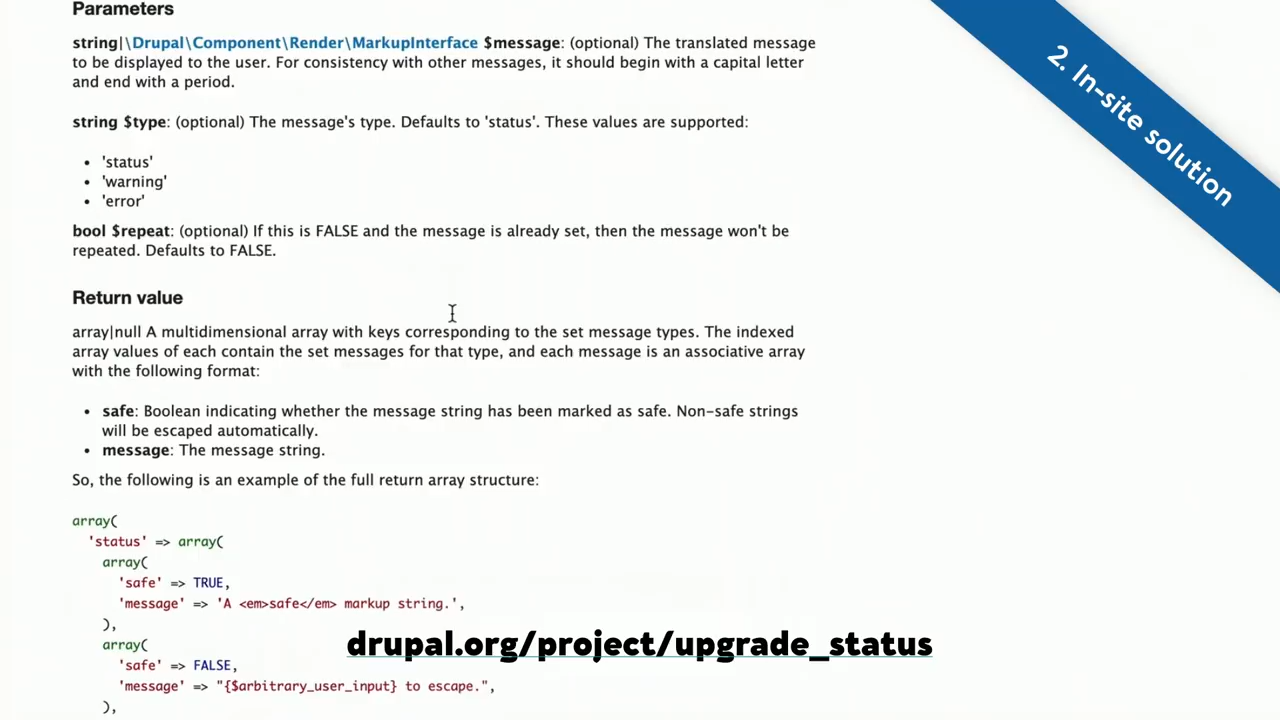 Parameters
string|\Drupal\Component\Render\MarkupInterface $message: (optional) The translated message
to be displayed to the user. For consistency with other messages, it should begin with a capital letter
and end with a period.
string $type: (optional) The message's type. Defaults to 'status'. These values are supported:
• 'status'
• 'warning'
• 'error'
bool $repeat: (optional) If this is FALSE and the message is already set, then the message won't be
repeated. Defaults to FALSE.
Return value
array|null A multidimensional array with keys corresponding to the set message types. The indexed
array values of each contain the set messages for that type, and each message is an associative array
with the following format:
• safe: Boolean indicating whether the message string has been marked as safe. Non-safe strings
will be escaped automatically.
• message: The message string.
So, the following is an example of the full return array structure:
array(
'status' => array(
array(
'safe' => TRUE,
'message' => 'A <em>safe</em> markup string.',
),
array(
'safe' => FALSE,
'message' => "{$arbitrary_user_input} to escape.",
),
2. In-site solution
drupal.org/project/upgrade_status